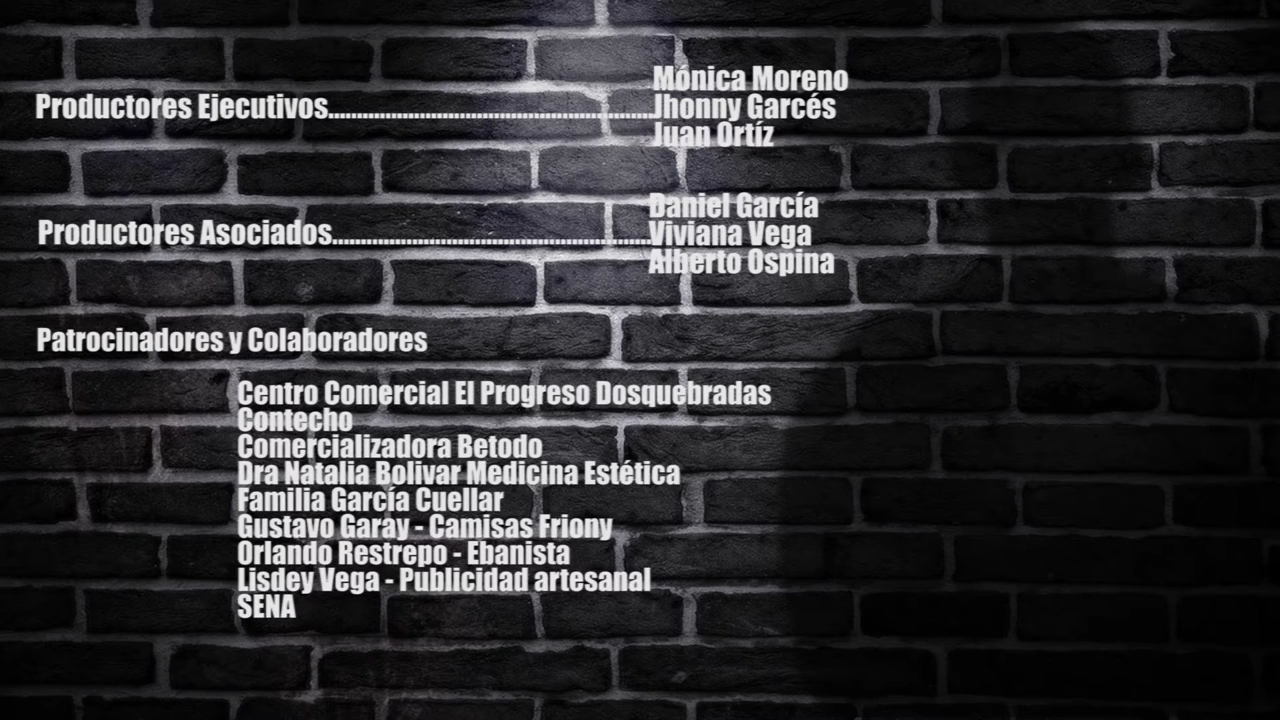 Mónica Moreno
Productores Ejecutivos..........................................................Jhonny Garcés
Juan Ortíz
Daniel García
Productores Asociados.........................................................Viviana Vega
Alberto Ospina
Patrocinadores y Colaboradores
Centro Comercial El Progreso Dosquebradas
Contecho
Comercializadora Betodo
Dra Natalia Bolivar Medicina Estética
Familia García Cuellar
Gustavo Garay - Camisas Friony
Orlando Restrepo - Ebanista
Lisdey Vega - Publicidad artesanal
SENA